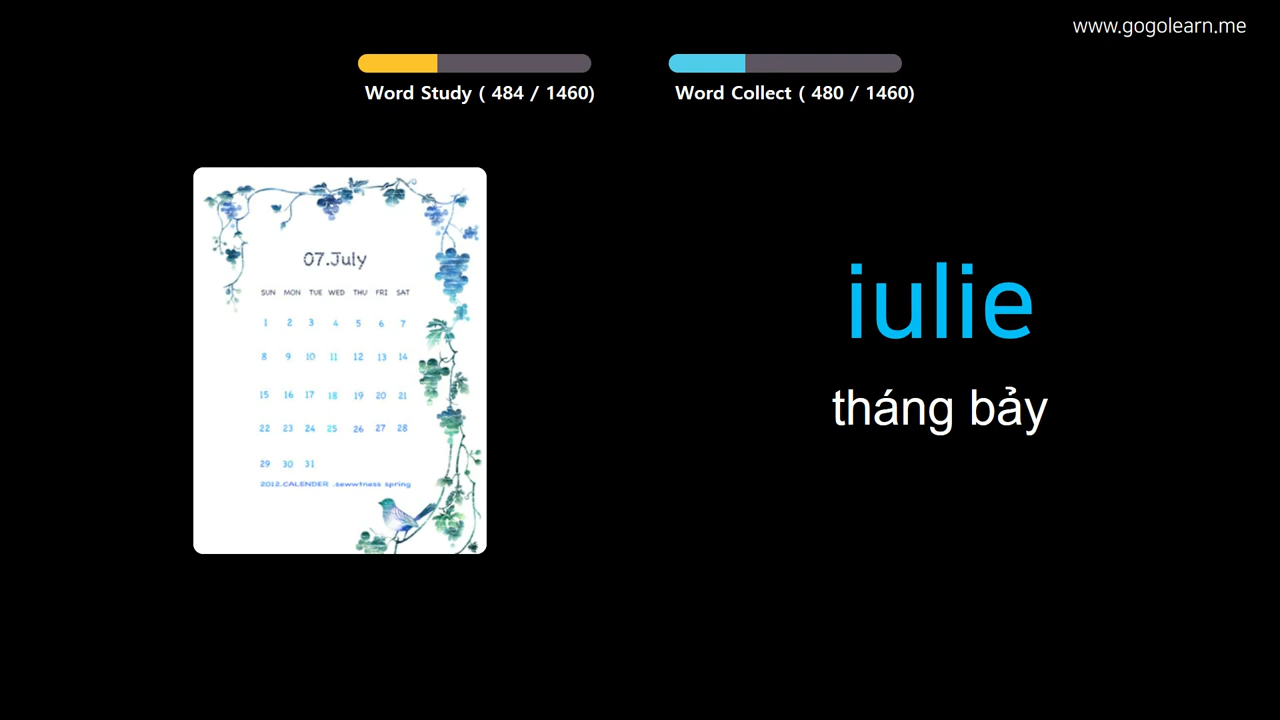 www.gogolearn.me
Word Study ( 484 / 1460)
Word Collect ( 480 / 1460)
07.July
SUN MON TUE WED THU FRI SAT
1 2 3 4 5 6 7
8 9 10 11 12 13 14
15 16 17 18 19 20 21
22 23 24 25 26 27 28
29 30 31
2012.CALENDER .sewwtness spring
iulie
tháng bảy